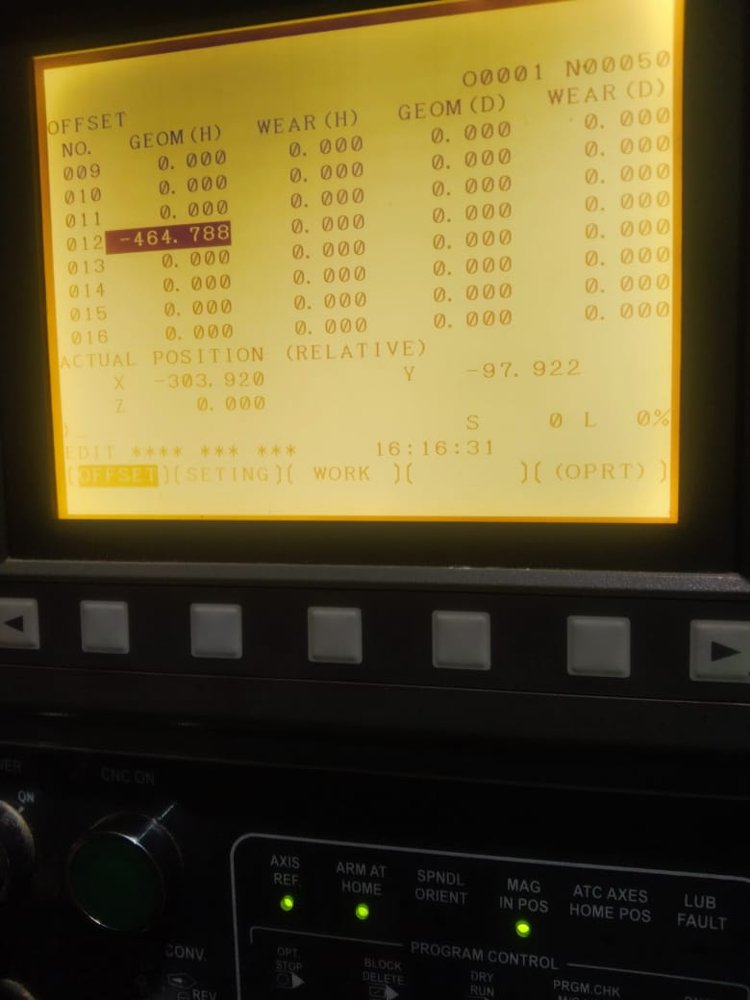 O0001 N00050
OFFSET
NO. GEOM(H) WEAR(H) GEOM(D) WEAR(D)
009 0.000 0.000 0.000 0.000
010 0.000 0.000 0.000 0.000
011 0.000 0.000 0.000 0.000
012 -464.788 0.000 0.000 0.000
013 0.000 0.000 0.000 0.000
014 0.000 0.000 0.000 0.000
015 0.000 0.000 0.000 0.000
016 0.000 0.000 0.000 0.000
ACTUAL POSITION (RELATIVE)
X -303.920 Y -97.922
Z 0.000
)_ S 0 L 0%
EDIT **** *** *** 16:16:31
[OFFSET][SETING][ WORK ][ ][ (OPRT) ]
CNC ON
ON
AXIS REF.
ARM AT HOME
SPNDL ORIENT
MAG IN POS
ATC AXES HOME POS
LUB FAULT
PROGRAM CONTROL
CONV.
REV
OPT. STOP
BLOCK DELETE
DRY RUN
PRGM.CHK